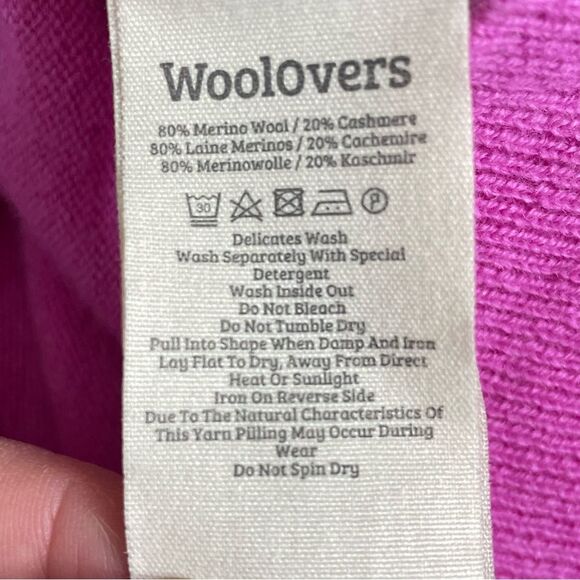 WoolOvers
80% Merino Wool / 20% Cashmere
80% Laine Merinos / 20% Cachemire
80% Merinowolle / 20% Kaschmir
30 P
Delicates Wash
Wash Separately With Special
Detergent
Wash Inside Out
Do Not Bleach
Do Not Tumble Dry
Pull Into Shape When Damp And Iron
Lay Flat To Dry, Away From Direct
Heat Or Sunlight
Iron On Reverse Side
Due To The Natural Characteristics Of
This Yarn Pilling May Occur During
Wear
Do Not Spin Dry